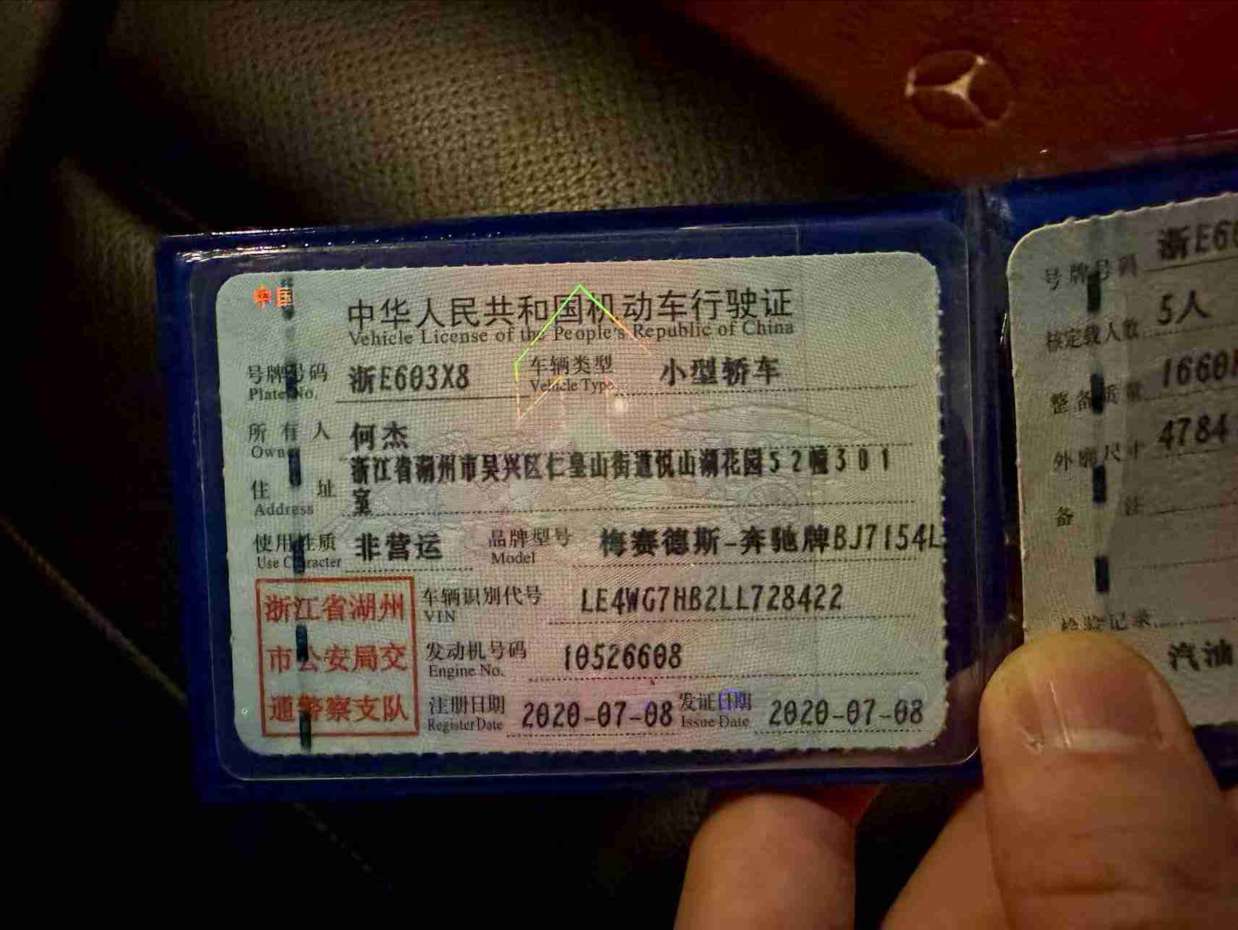 中国
中华人民共和国机动车行驶证
Vehicle License of the People's Republic of China
号牌号码 浙E603X8 车辆类型 小型轿车
Plate No. Vehicle Type
所有人 何杰
Owner
住址 浙江省湖州市吴兴区仁皇山街道悦山湖花园52幢301
Address 室
使用性质 非营运 品牌型号 梅赛德斯-奔驰牌BJ7154L
Use Character Model
浙江省湖州
市公安局交
通警察支队
车辆识别代号 LE4WG7HB2LL728422
VIN
发动机号码 10526608
Engine No.
注册日期 2020-07-08 发证日期 2020-07-08
Register Date Issue Date
号牌号码 浙E6
核定载人数 5人
整备质量 1660
外廓尺寸 4784
备注
检验记录
汽油